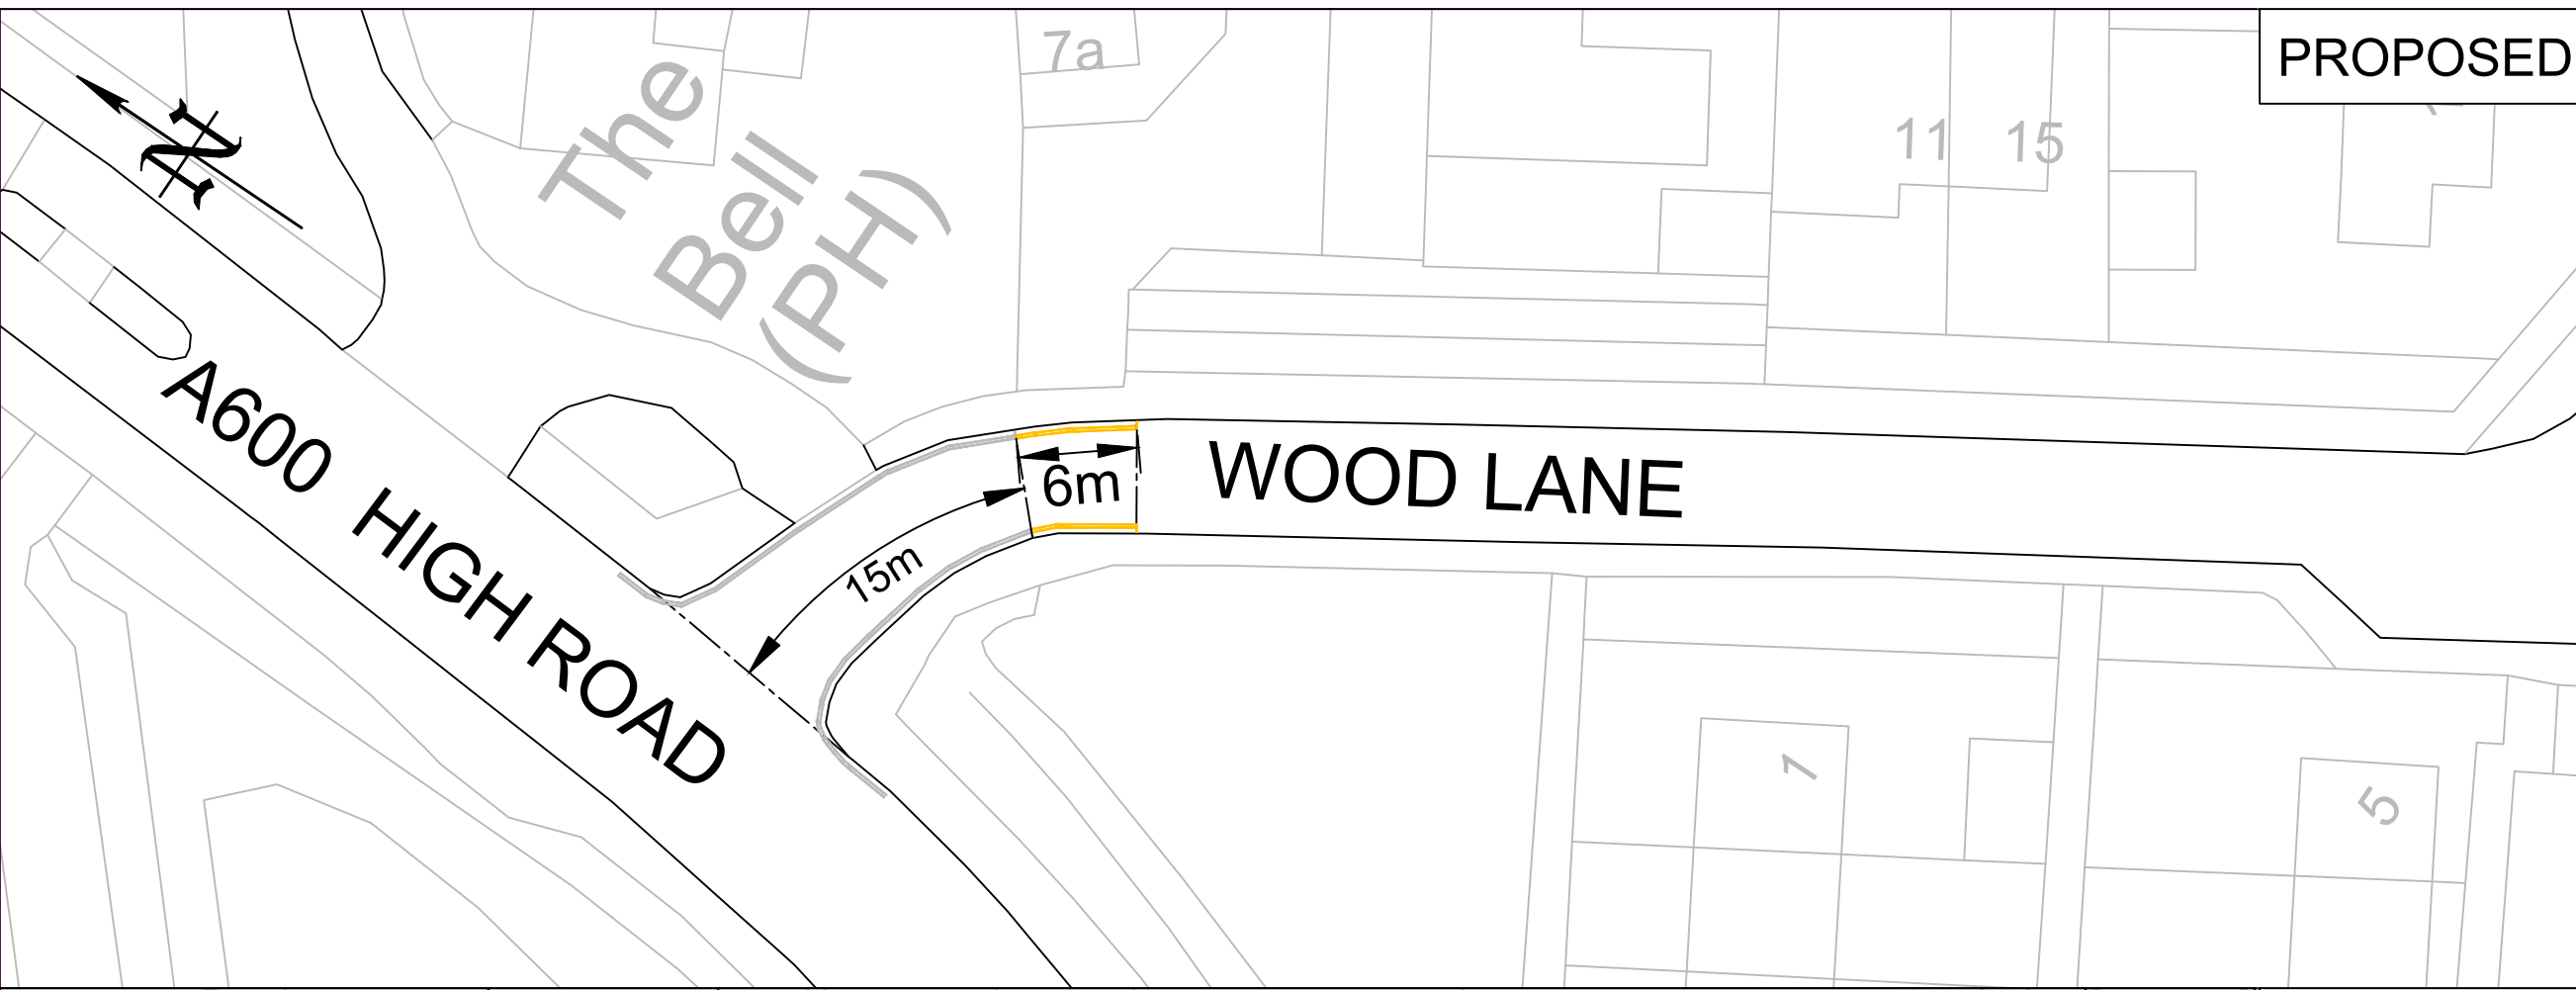 PROPOSED
N
7a
The
Bell
(PH)
11
15
A600 HIGH ROAD
6m
15m
WOOD LANE
1
5